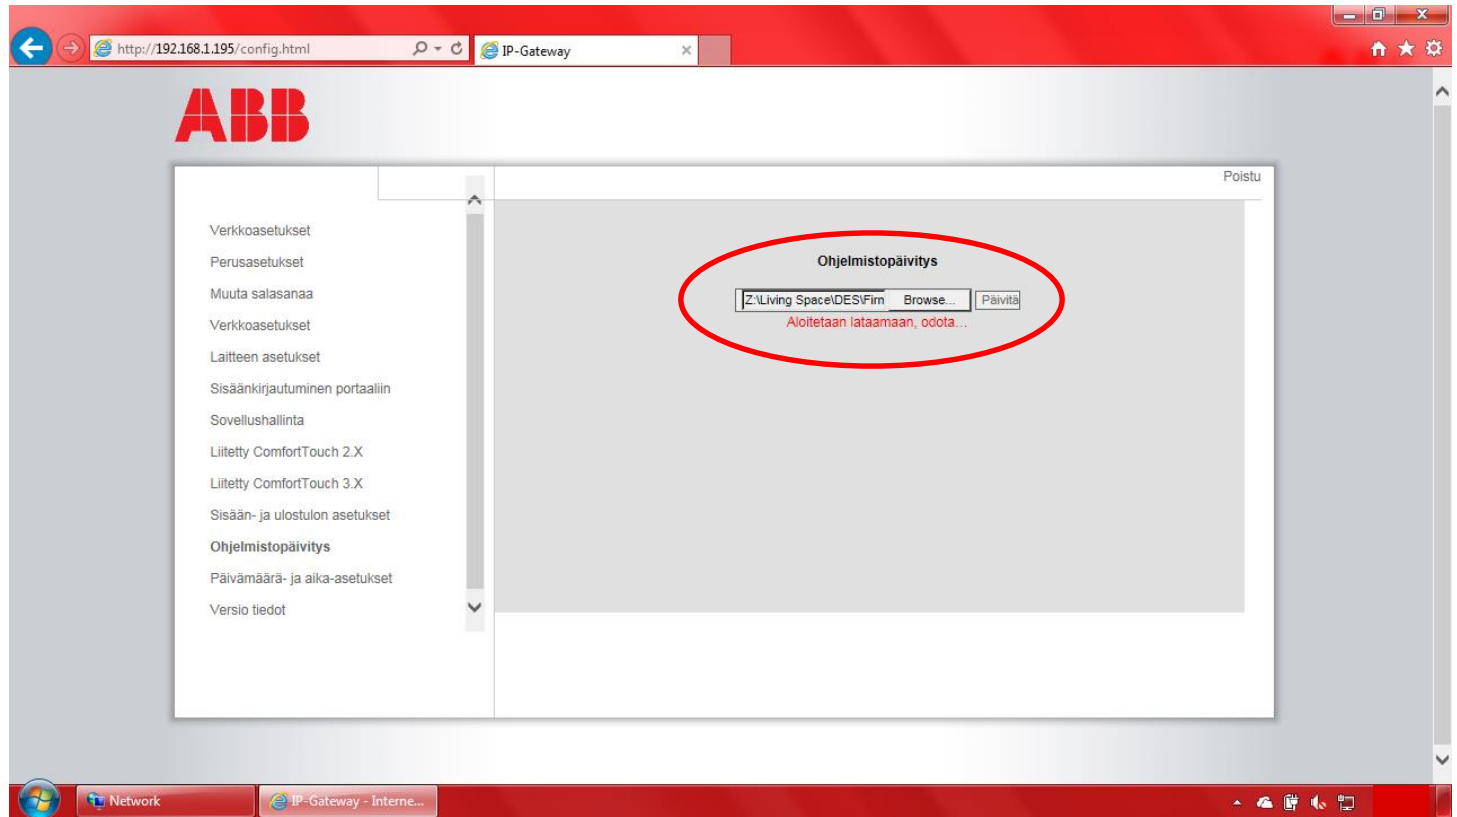 http://192.168.1.195/config.html
IP-Gateway
ABB
Poistu
Verkkoasetukset
Perusasetukset
Muuta salasanaa
Verkkoasetukset
Laitteen asetukset
Sisäänkirjautuminen portaaliin
Sovellushallinta
Liitetty ComfortTouch 2.X
Liitetty ComfortTouch 3.X
Sisään- ja ulostulon asetukset
Ohjelmistopäivitys
Päivämäärä- ja aika-asetukset
Versio tiedot
Ohjelmistopäivitys
Z:\Living Space\DES\Firn Browse... Päivitä
Aloitetaan lataamaan, odota...
Network
IP-Gateway - Interne...